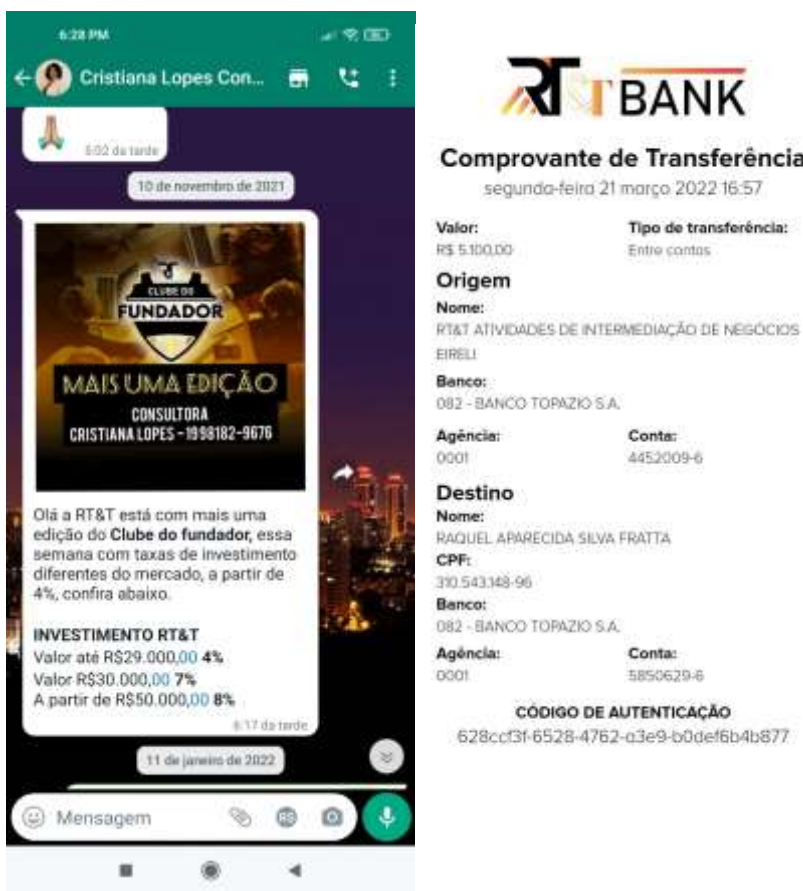 6:28 PM
Cristiana Lopes Con...
6:02 da tarde
10 de novembro de 2021
CLUBE DO
FUNDADOR
MAIS UMA EDIÇÃO
CONSULTORA
CRISTIANA LOPES - 1998182-9676
Olá a RT&T está com mais uma
edição do Clube do fundador, essa
semana com taxas de investimento
diferentes do mercado, a partir de
4%, confira abaixo.
INVESTIMENTO RT&T
Valor até R$29.000,00 4%
Valor R$30.000,00 7%
A partir de R$50.000,00 8%
6:17 da tarde
11 de janeiro de 2022
Mensagem
RT&T BANK
Comprovante de Transferência
segunda-feira 21 março 2022 16:57
Valor: Tipo de transferência:
R$ 5.100,00 Entre contas
Origem
Nome:
RT&T ATIVIDADES DE INTERMEDIAÇÃO DE NEGÓCIOS
EIRELI
Banco:
082 - BANCO TOPAZIO S.A.
Agência: Conta:
0001 4452009-6
Destino
Nome:
RAQUEL APARECIDA SILVA FRATTA
CPF:
310.543.148-96
Banco:
082 - BANCO TOPAZIO S.A.
Agência: Conta:
0001 5850629-6
CÓDIGO DE AUTENTICAÇÃO
628ccf3f-6528-4762-a3e9-b0def6b4b877